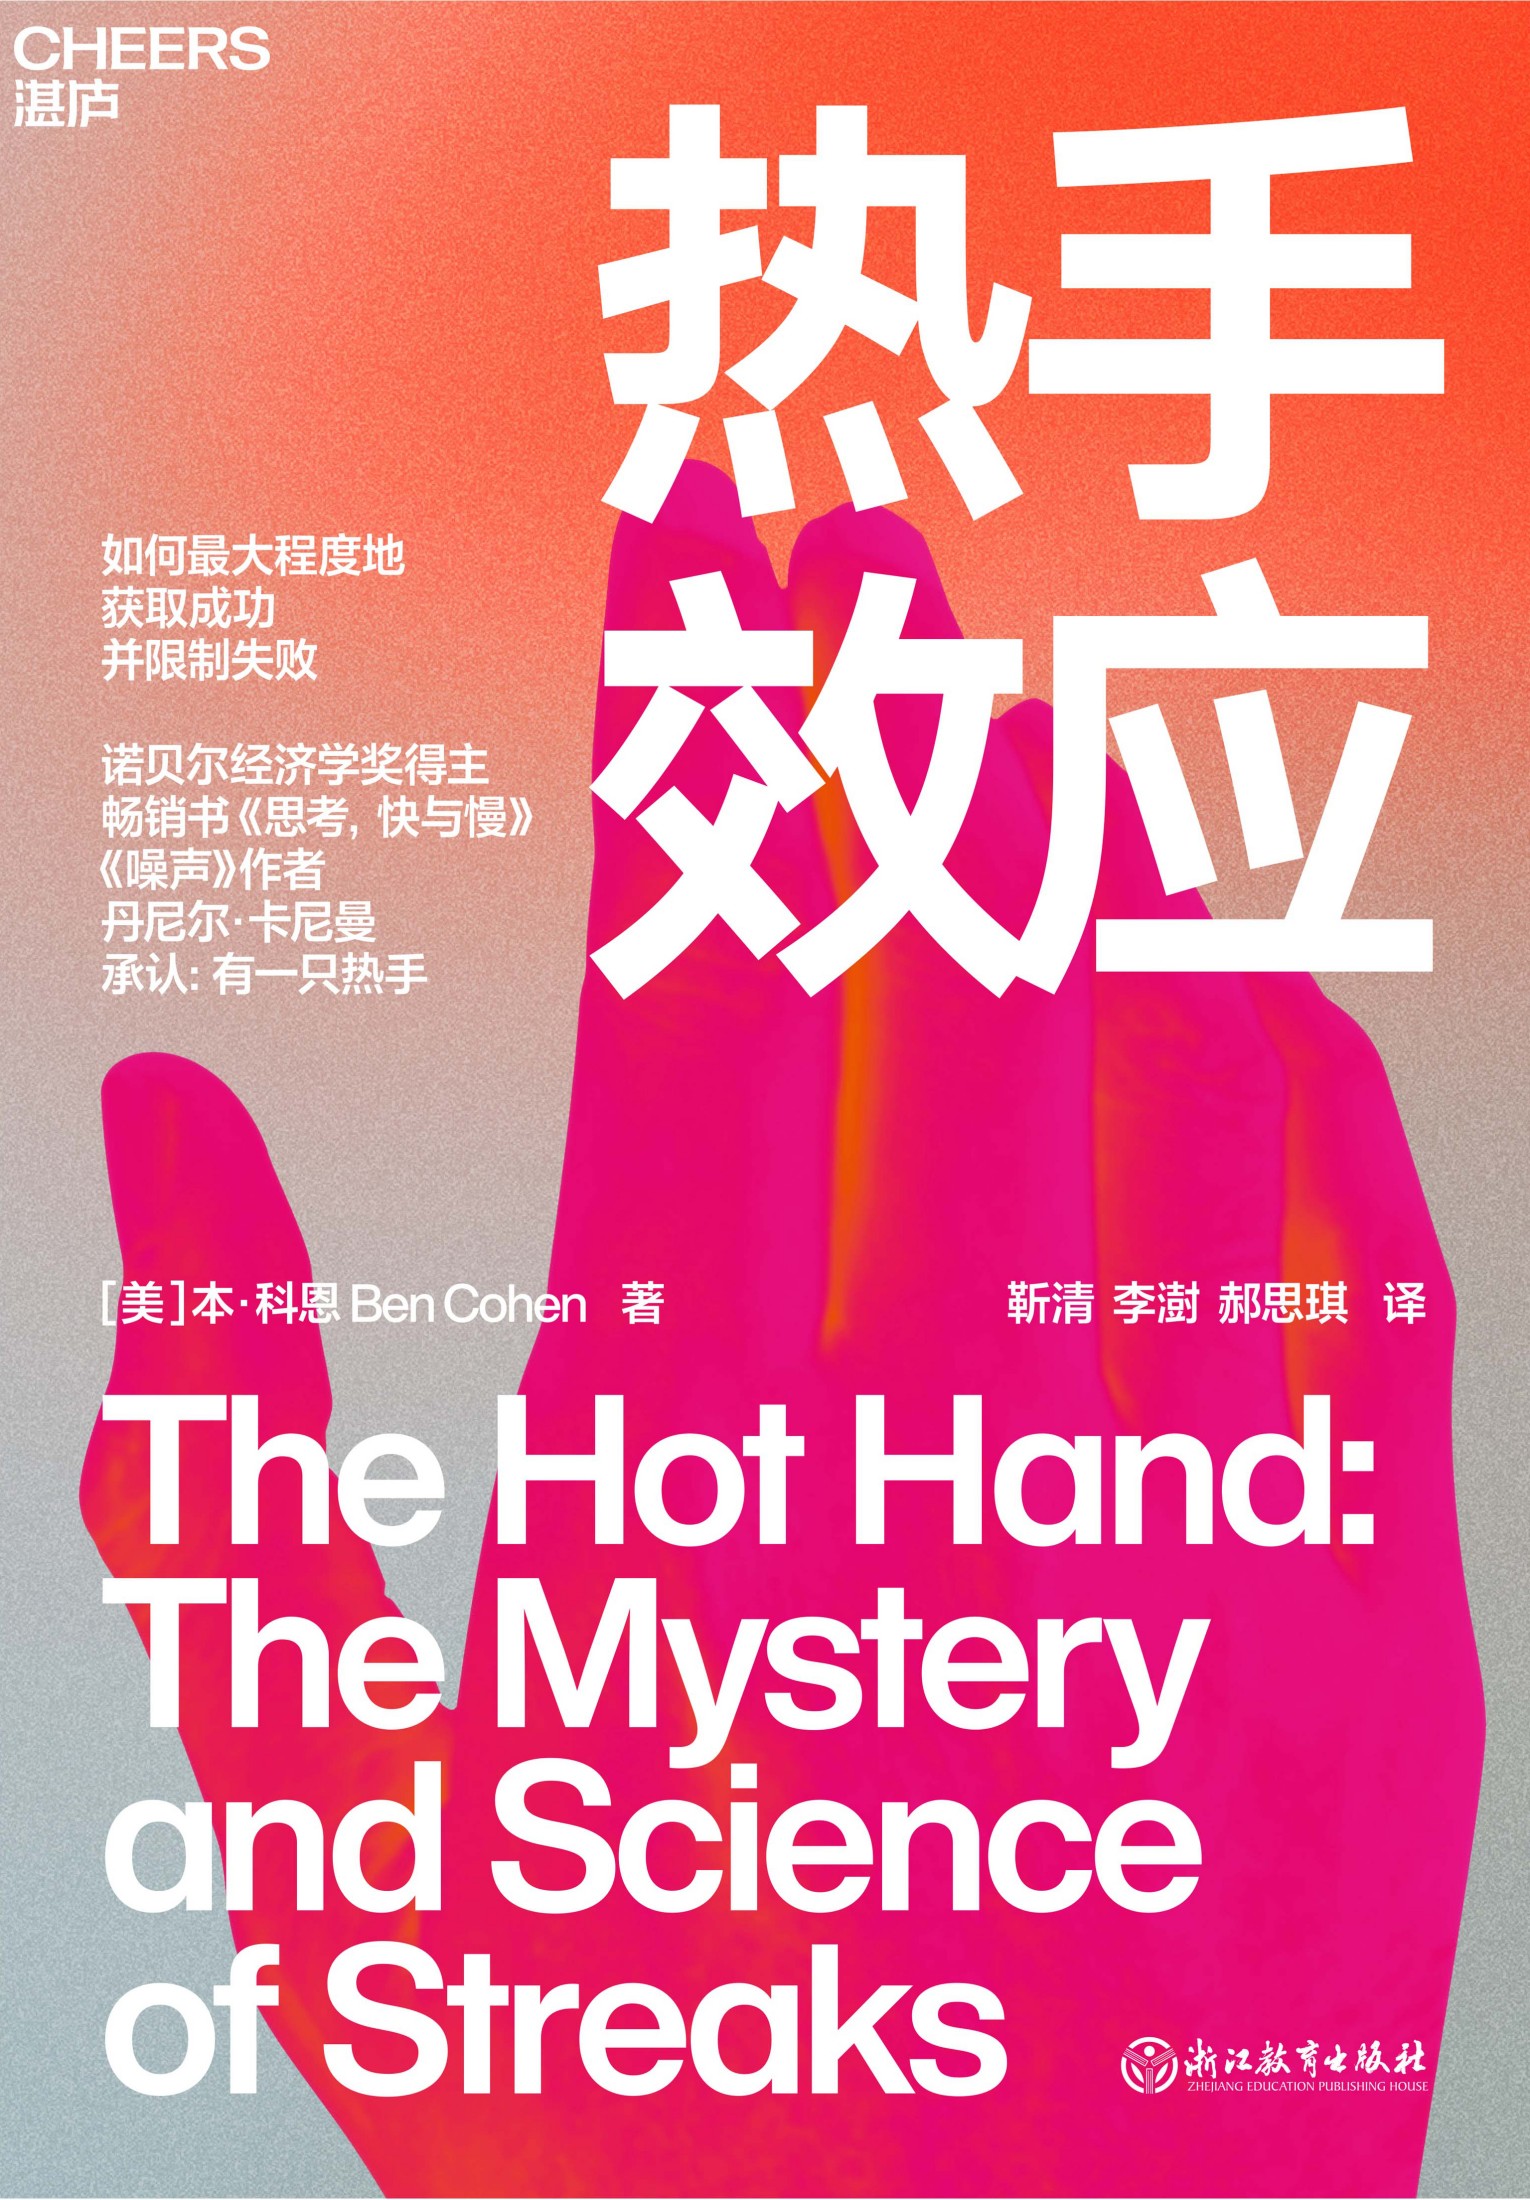 CHEERS
湛庐
热手
效应
如何最大程度地
获取成功
并限制失败
诺贝尔经济学奖得主
畅销书《思考, 快与慢》
《噪声》作者
丹尼尔·卡尼曼
承认: 有一只热手
[美]本·科恩 Ben Cohen 著
靳清 李澍 郝思琪 译
The Hot Hand:
The Mystery
and Science
of Streaks
浙江教育出版社
ZHEJIANG EDUCATION PUBLISHING HOUSE